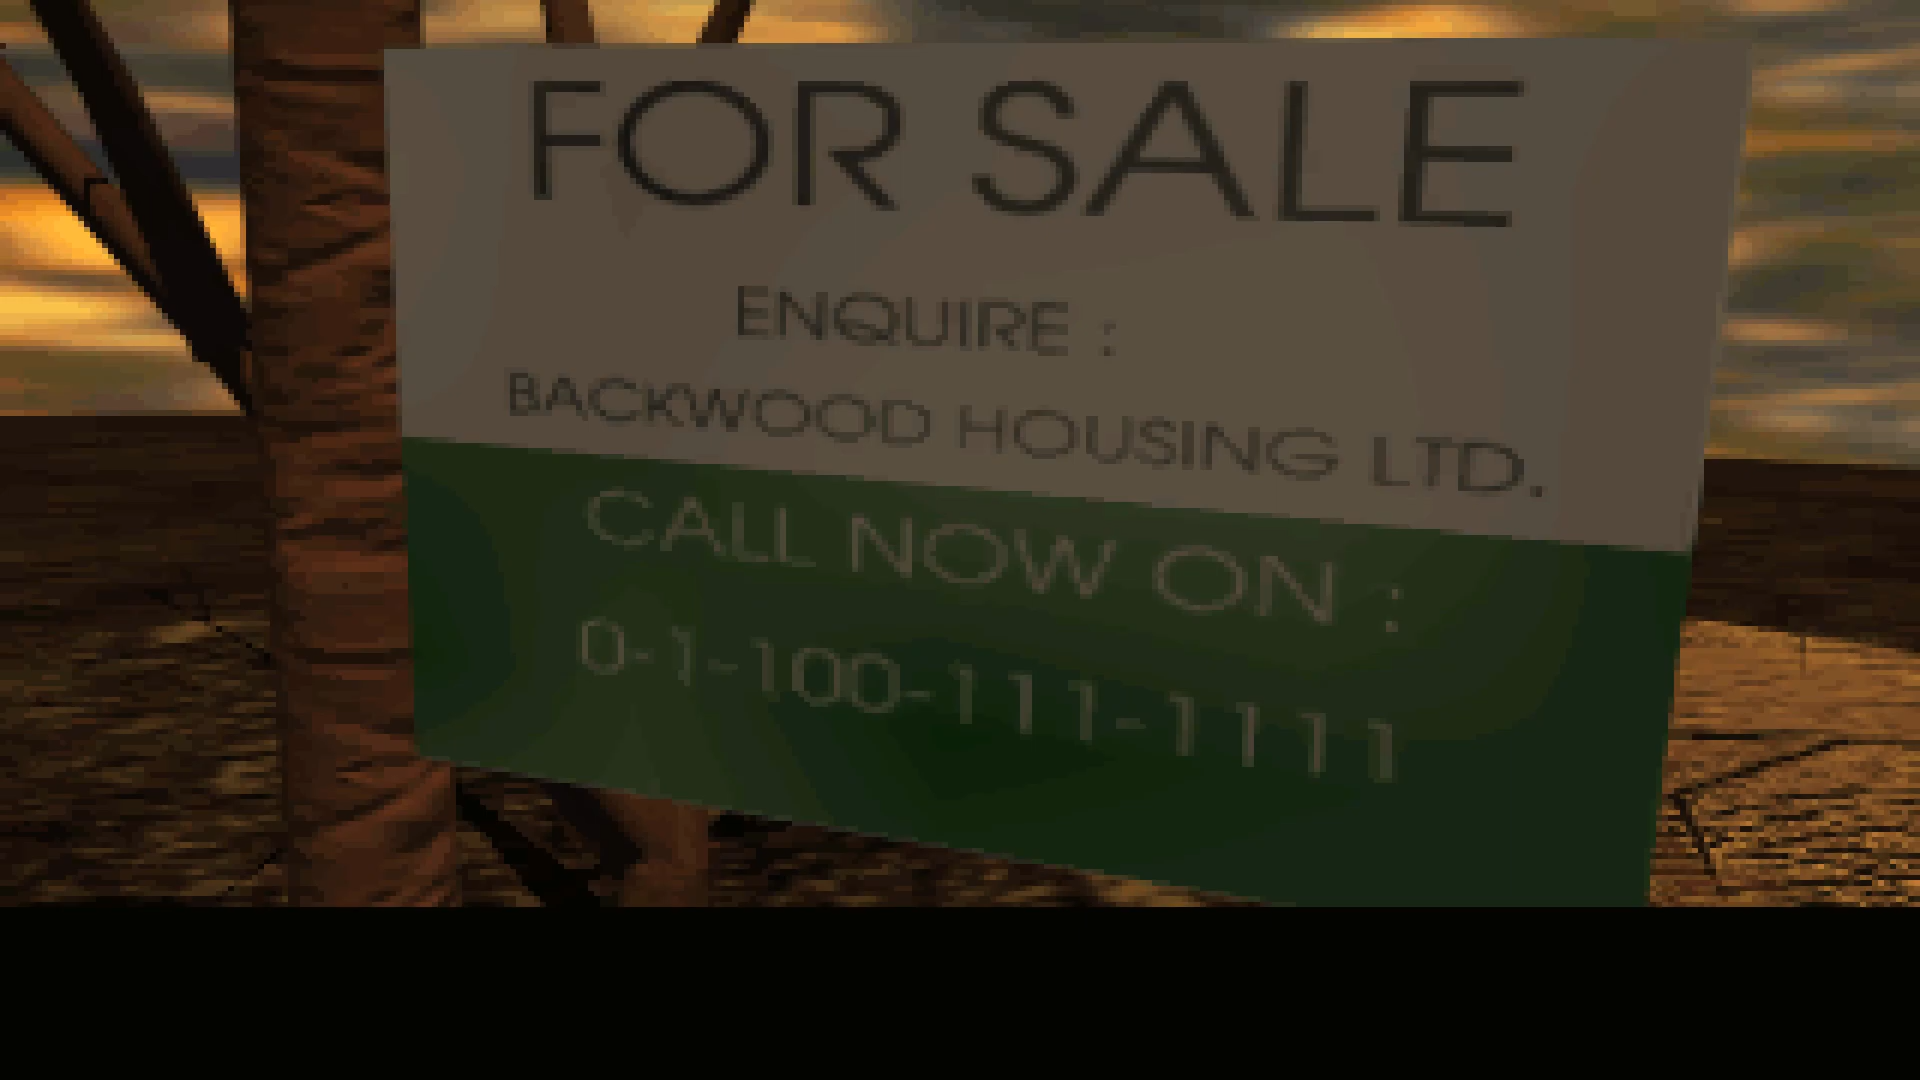 FOR SALE
ENQUIRE :
BACKWOOD HOUSING LTD.
CALL NOW ON :
0-1-100-111-1111